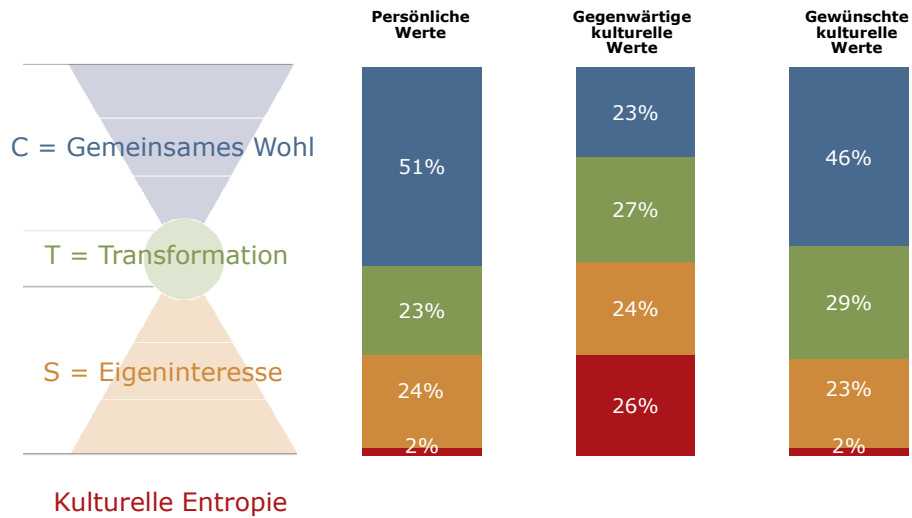 Persönliche
Werte
Gegenwärtige
kulturelle
Werte
Gewünschte
kulturelle
Werte
C = Gemeinsames Wohl
T = Transformation
S = Eigeninteresse
Kulturelle Entropie
51%
23%
24%
2%
23%
27%
24%
26%
46%
29%
23%
2%